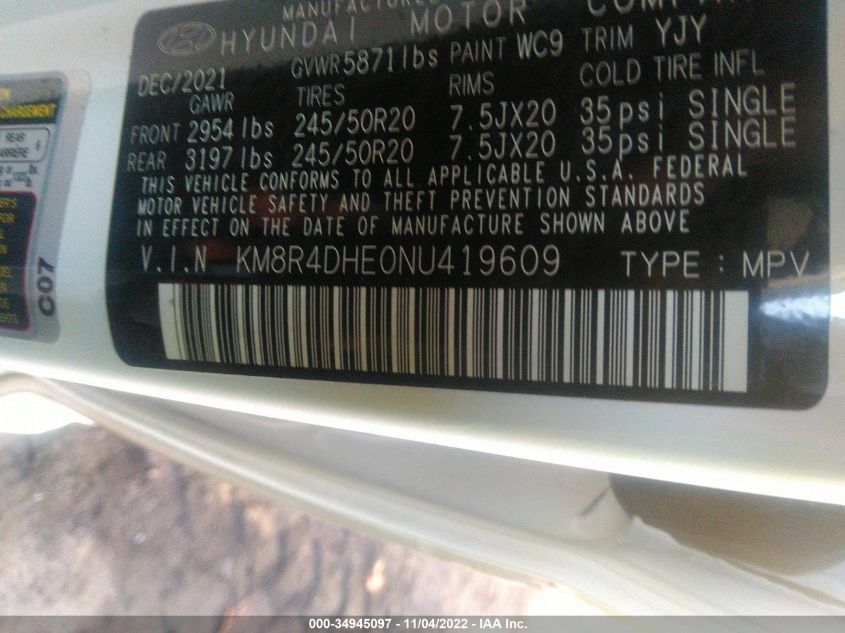 MANUFACTURED
HYUNDAI MOTOR
DEC/2021 GVWR5871lbs PAINT WC9 TRIM YJY
GAWR TIRES RIMS COLD TIRE INFL
FRONT 2954lbs 245/50R20 7.5JX20 35psi SINGLE
REAR 3197lbs 245/50R20 7.5JX20 35psi SINGLE
THIS VEHICLE CONFORMS TO ALL APPLICABLE U.S.A. FEDERAL
MOTOR VEHICLE SAFETY AND THEFT PREVENTION STANDARDS
IN EFFECT ON THE DATE OF MANUFACTURE SHOWN ABOVE
V.I.N KM8R4DHE0NU419609 TYPE : MPV
CHARGEMENT
REAR
C07
000-34945097 - 11/04/2022 - IAA Inc.